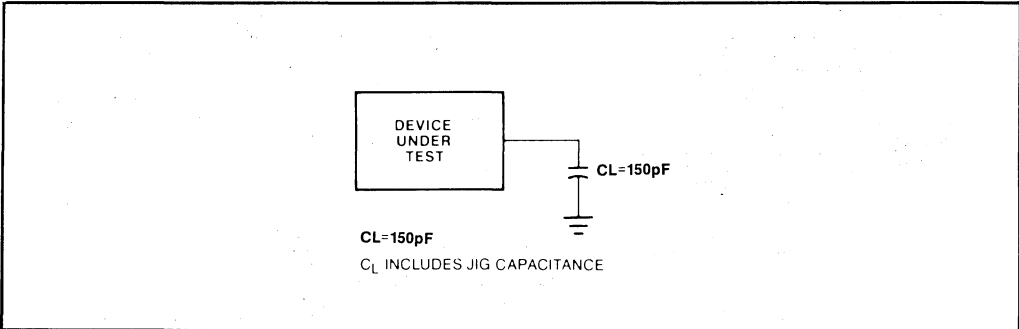 DEVICE
UNDER
TEST
CL=150pF
CL=150pF
CL INCLUDES JIG CAPACITANCE